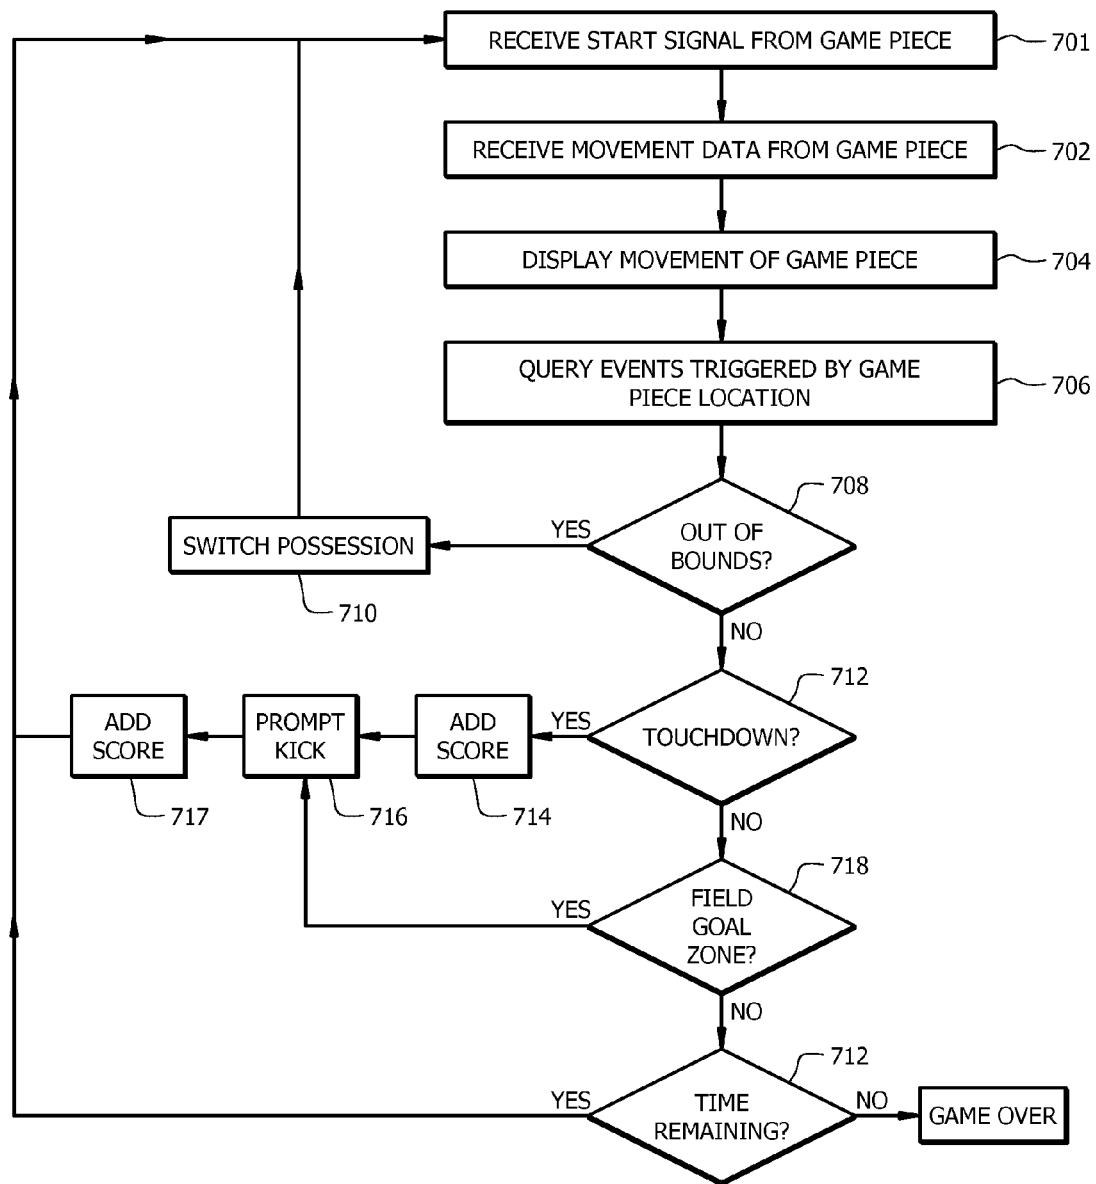 RECEIVE START SIGNAL FROM GAME PIECE
701
RECEIVE MOVEMENT DATA FROM GAME PIECE
702
DISPLAY MOVEMENT OF GAME PIECE
704
QUERY EVENTS TRIGGERED BY GAME
PIECE LOCATION
706
708
OUT OF
BOUNDS?
YES
SWITCH POSSESSION
710
NO
712
TOUCHDOWN?
YES
ADD
SCORE
714
PROMPT
KICK
716
ADD
SCORE
717
NO
718
FIELD
GOAL
ZONE?
YES
NO
712
TIME
REMAINING?
YES
NO
GAME OVER